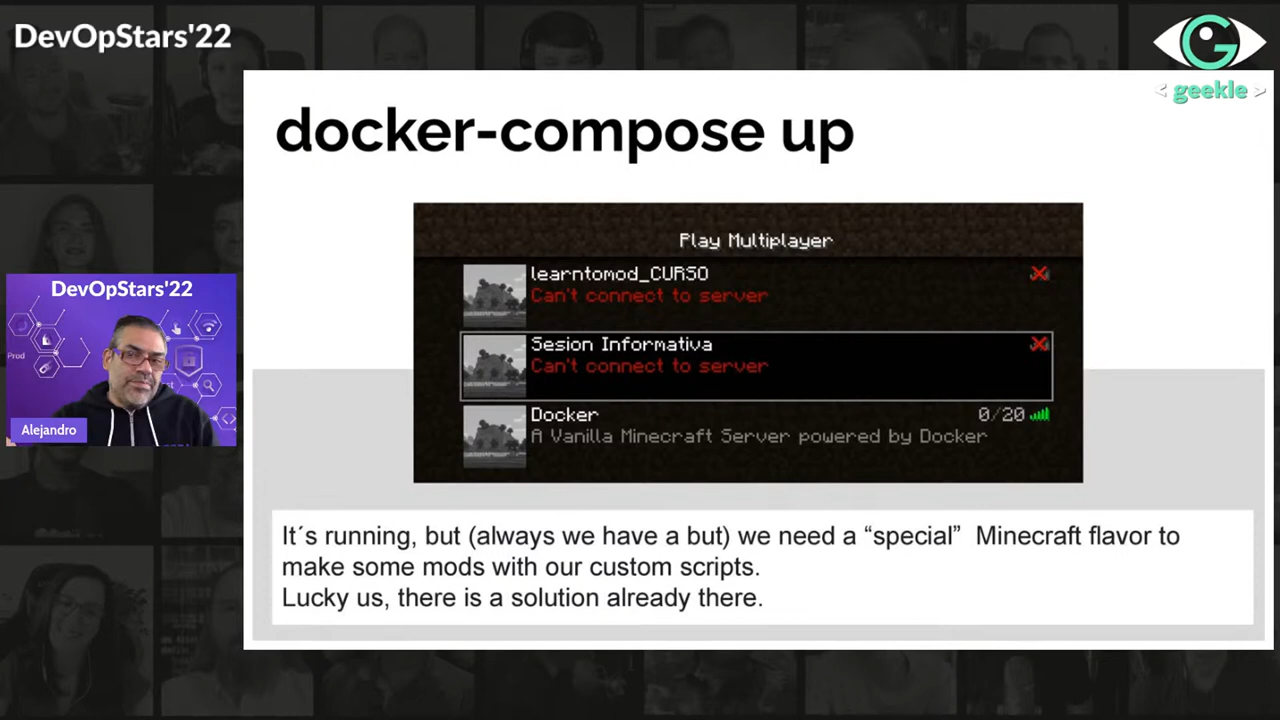 DevOpStars'22
G
< geekle >
docker-compose up
Play Multiplayer
learntomod_CURSO
Can't connect to server
Sesion Informativa
Can't connect to server
Docker 0/20
A Vanilla Minecraft Server powered by Docker
DevOpStars'22
Prod
Alejandro
It´s running, but (always we have a but) we need a “special” Minecraft flavor to
make some mods with our custom scripts.
Lucky us, there is a solution already there.